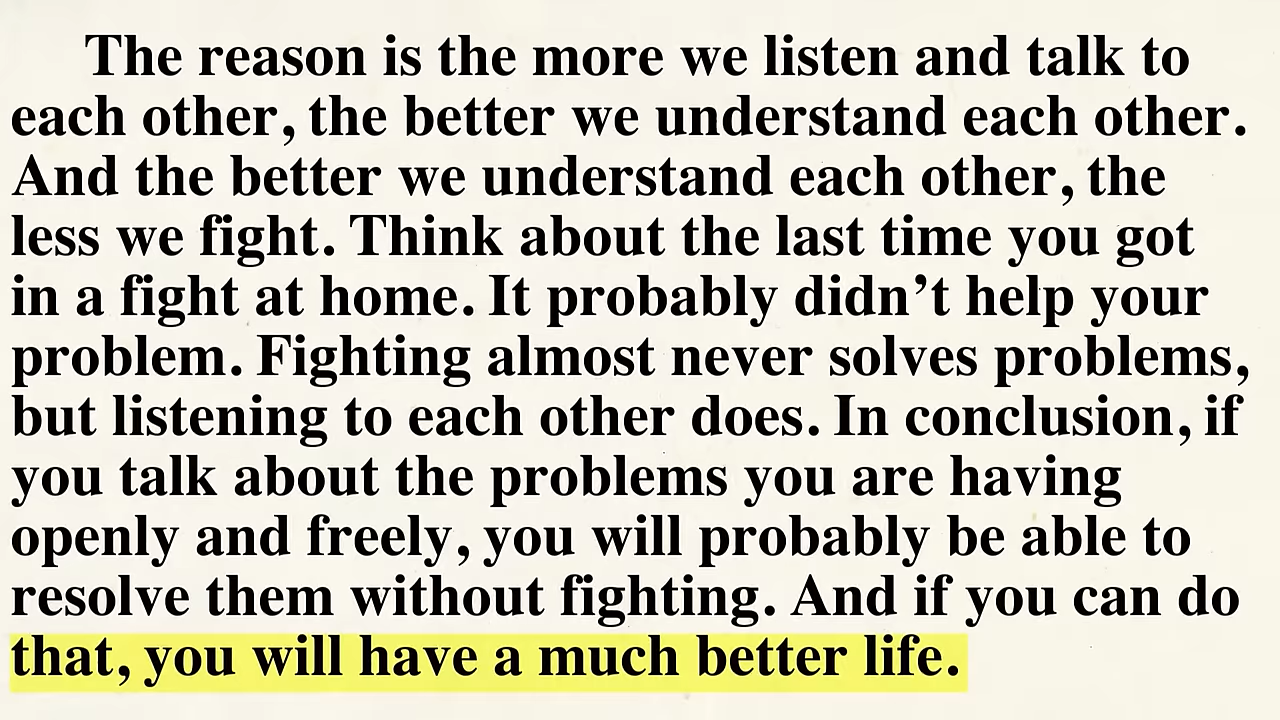 The reason is the more we listen and talk to
each other, the better we understand each other.
And the better we understand each other, the
less we fight. Think about the last time you got
in a fight at home. It probably didn’t help your
problem. Fighting almost never solves problems,
but listening to each other does. In conclusion, if
you talk about the problems you are having
openly and freely, you will probably be able to
resolve them without fighting. And if you can do
that, you will have a much better life.